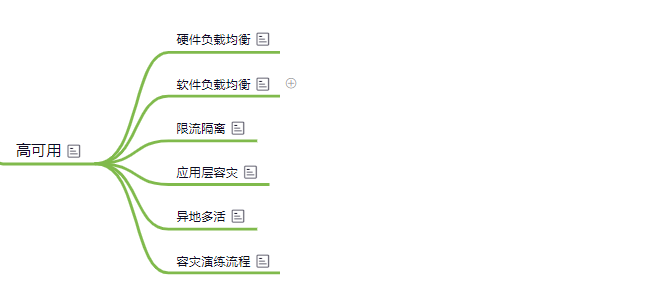 硬件负载均衡
软件负载均衡
限流隔离
高可用
应用层容灾
异地多活
容灾演练流程